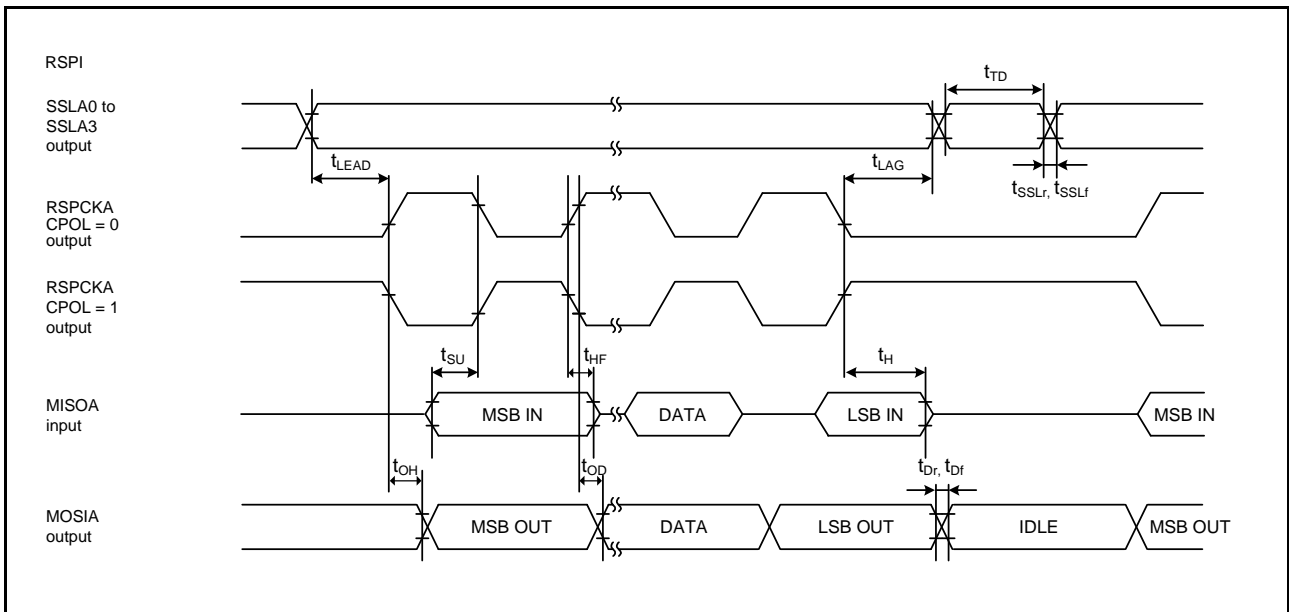 RSPI
SSLA0 to
SSLA3
output
tTD
tLEAD
tLAG
tSSLr, tSSLf
RSPCKA
CPOL = 0
output
RSPCKA
CPOL = 1
output
tSU
tHF
tH
MISOA
input
MSB IN
DATA
LSB IN
MSB IN
tOH
tOD
tDr, tDf
MOSIA
output
MSB OUT
DATA
LSB OUT
IDLE
MSB OUT